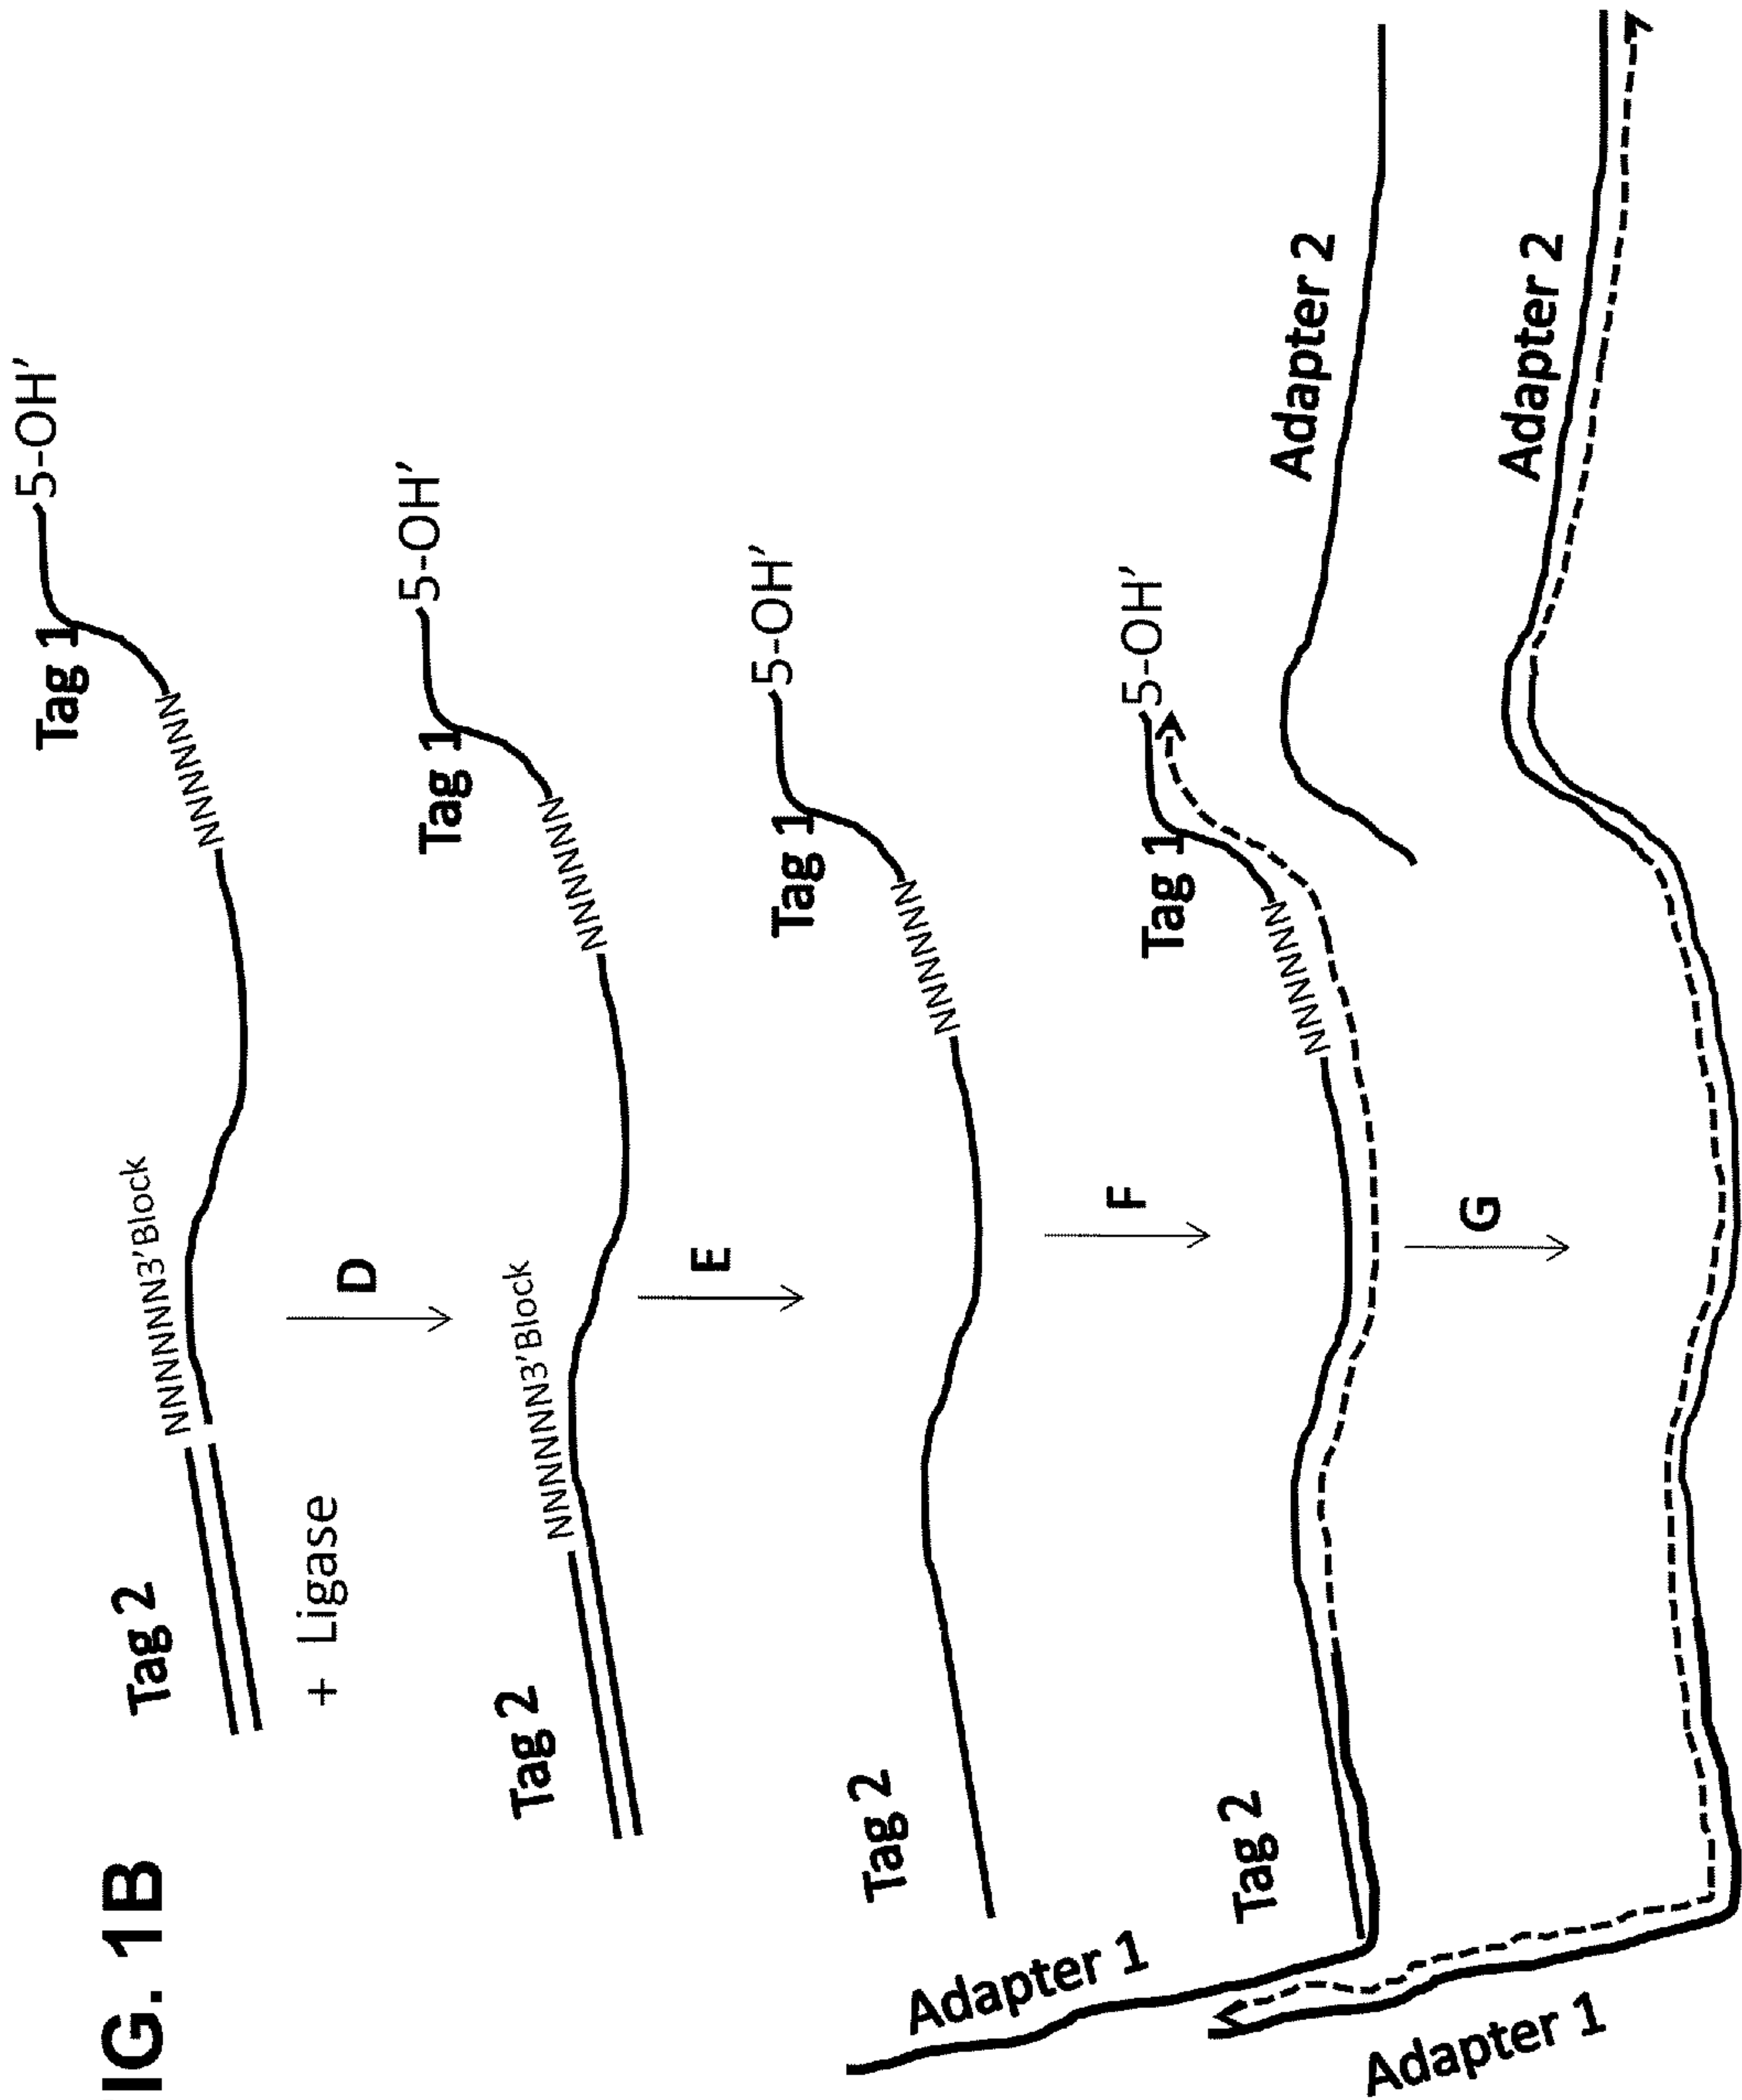 IG. 1B
5-OH'
Tag 1
Tag 2
NNNNNN3'Block
NNNNNN
+ Ligase
D
5-OH'
Tag 1
Tag 2
NNNNNN3'Block
NNNNNN
E
5-OH'
Tag 1
Tag 2
NNNNNN
Adapter 1
F
5-OH'
Tag 1
Tag 2
NNNNNN
Adapter 2
G
Adapter 1
Adapter 2